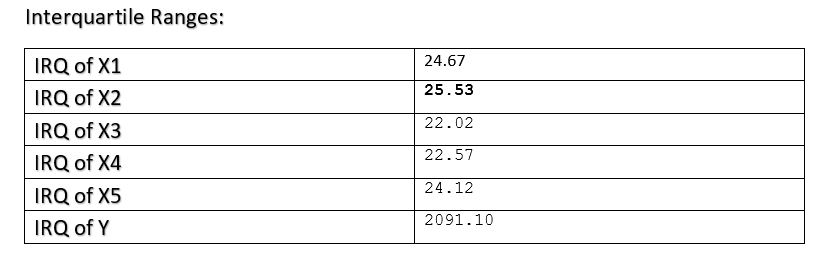 Interquartile Ranges:
IRQ of X1 24.67
IRQ of X2 25.53
IRQ of X3 22.02
IRQ of X4 22.57
IRQ of X5 24.12
IRQ of Y 2091.10